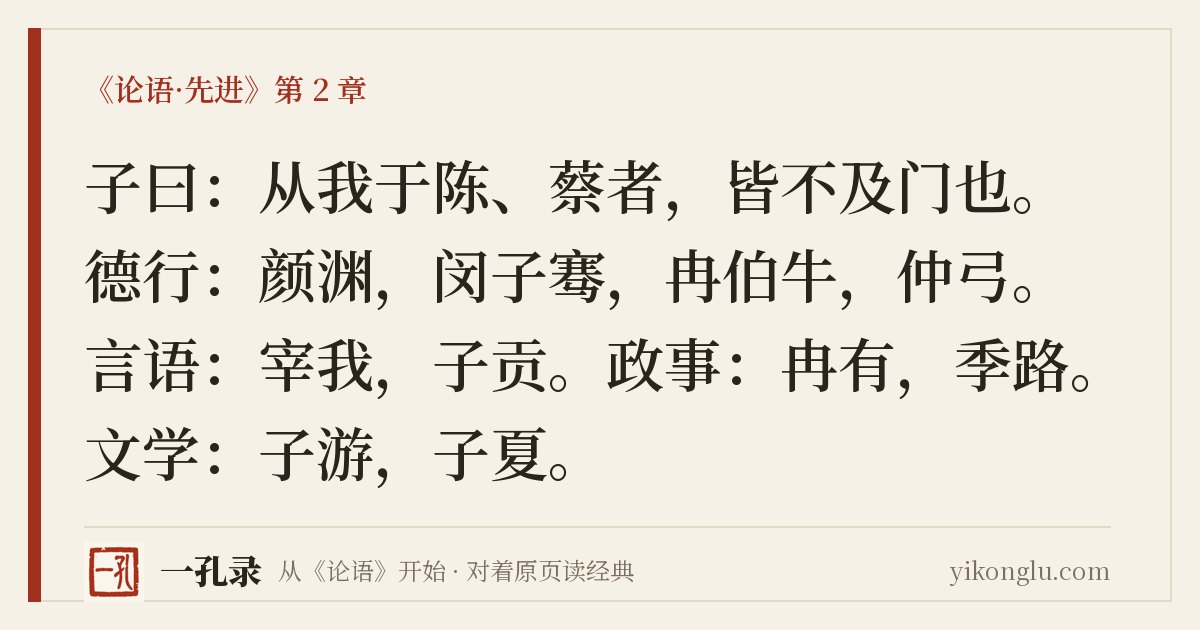 《论语·先进》第 2 章
子曰：从我于陈、蔡者，皆不及门也。
德行：颜渊，闵子骞，冉伯牛，仲弓。
言语：宰我，子贡。政事：冉有，季路。
文学：子游，子夏。
一孔
一孔录 从《论语》开始 · 对着原页读经典 yikonglu.com